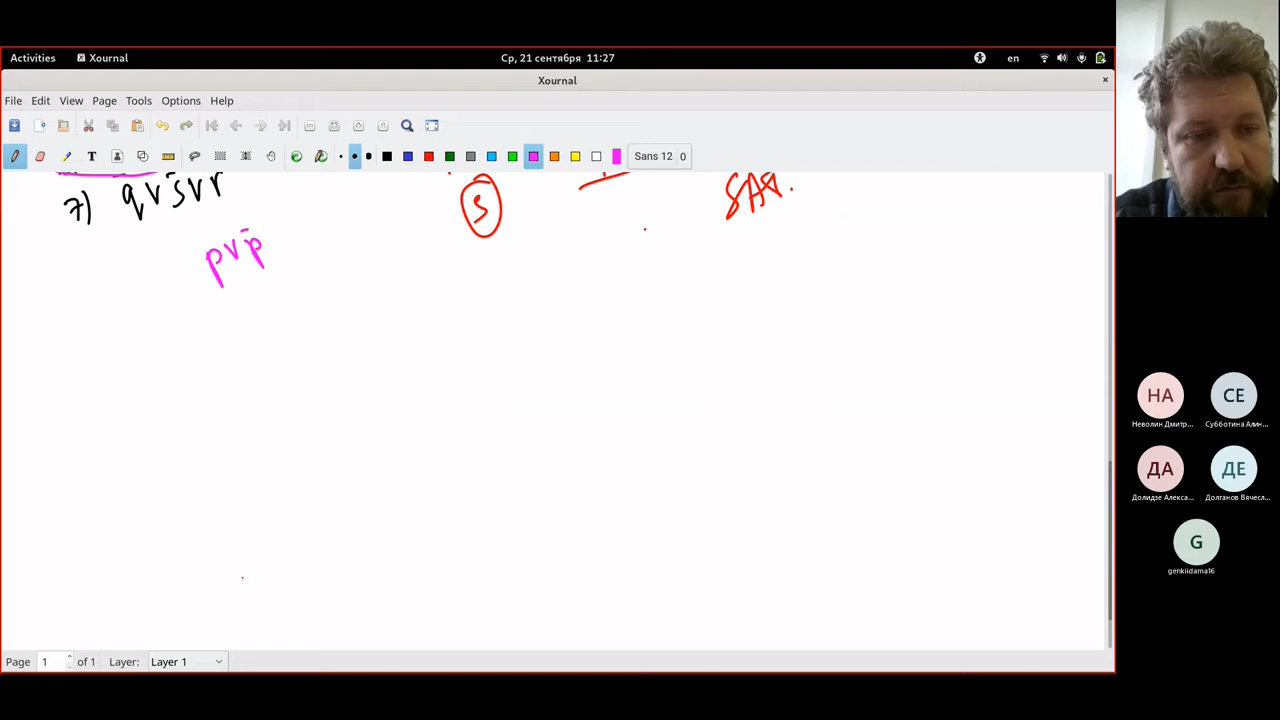 Activities Xournal Ср, 21 сентября 11:27 en
Xournal ×
File Edit View Page Tools Options Help
T Sans 12 0
7) q∨s̄∨r
s
SAT.
p∨p̄
НА СЕ
Неволин Дмитр... Субботина Алин...
ДА ДЕ
Долидзе Алекса... Долганов Вячесл...
G
genkiidama16
Page 1 of 1 Layer: Layer 1